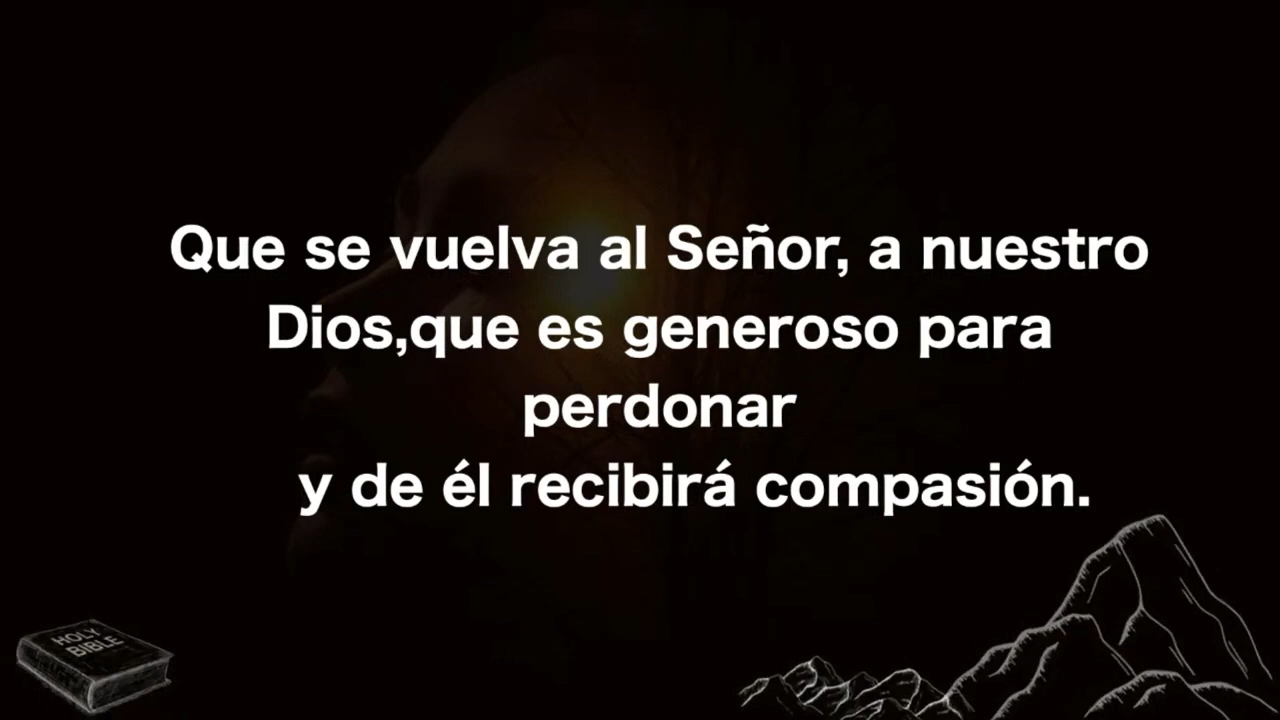 Que se vuelva al Señor, a nuestro
Dios,que es generoso para
perdonar
y de él recibirá compasión.
HOLY
BIBLE